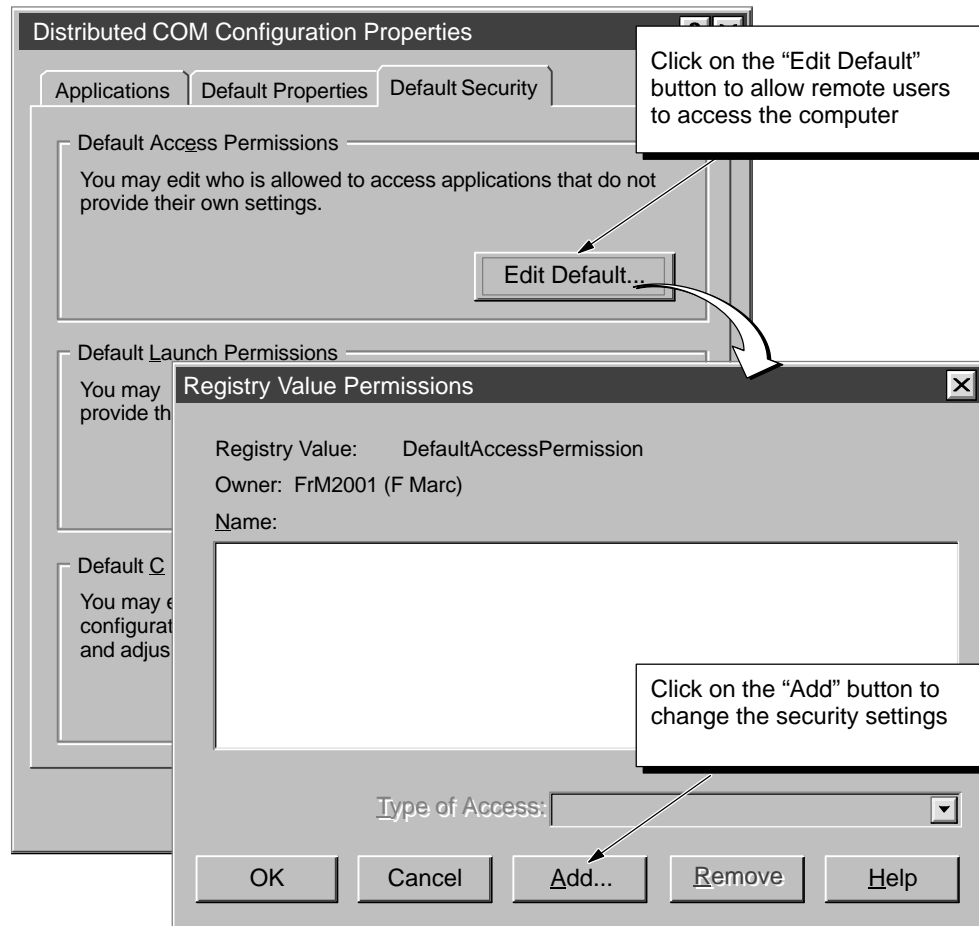 Distributed COM Configuration Properties
Click on the “Edit Default”
button to allow remote users
to access the computer
Applications
Default Properties
Default Security
Default Access Permissions
You may edit who is allowed to access applications that do not
provide their own settings.
Edit Default...
Default Launch Permissions
You may
provide th
Registry Value Permissions
Registry Value: DefaultAccessPermission
Owner: FrM2001 (F Marc)
Name:
Default C
You may e
configurat
and adjus
Click on the “Add” button to
change the security settings
Type of Access:
OK
Cancel
Add...
Remove
Help